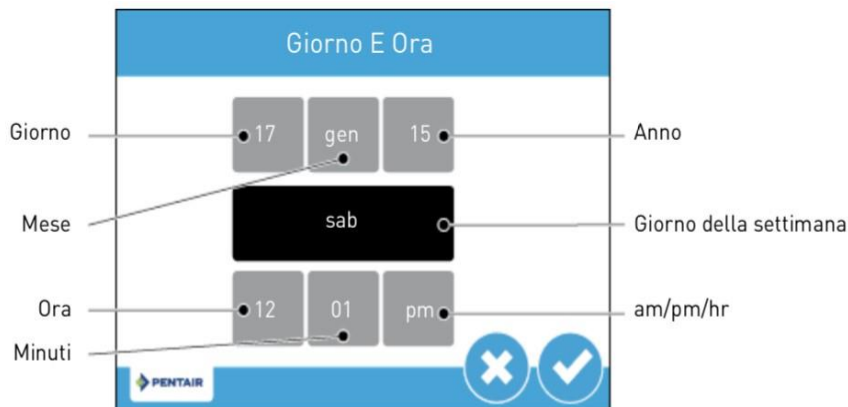 Giorno E Ora
Giorno 17 gen 15 Anno
Mese sab Giorno della settimana
Ora 12 01 pm am/pm/hr
Minuti
PENTAIR